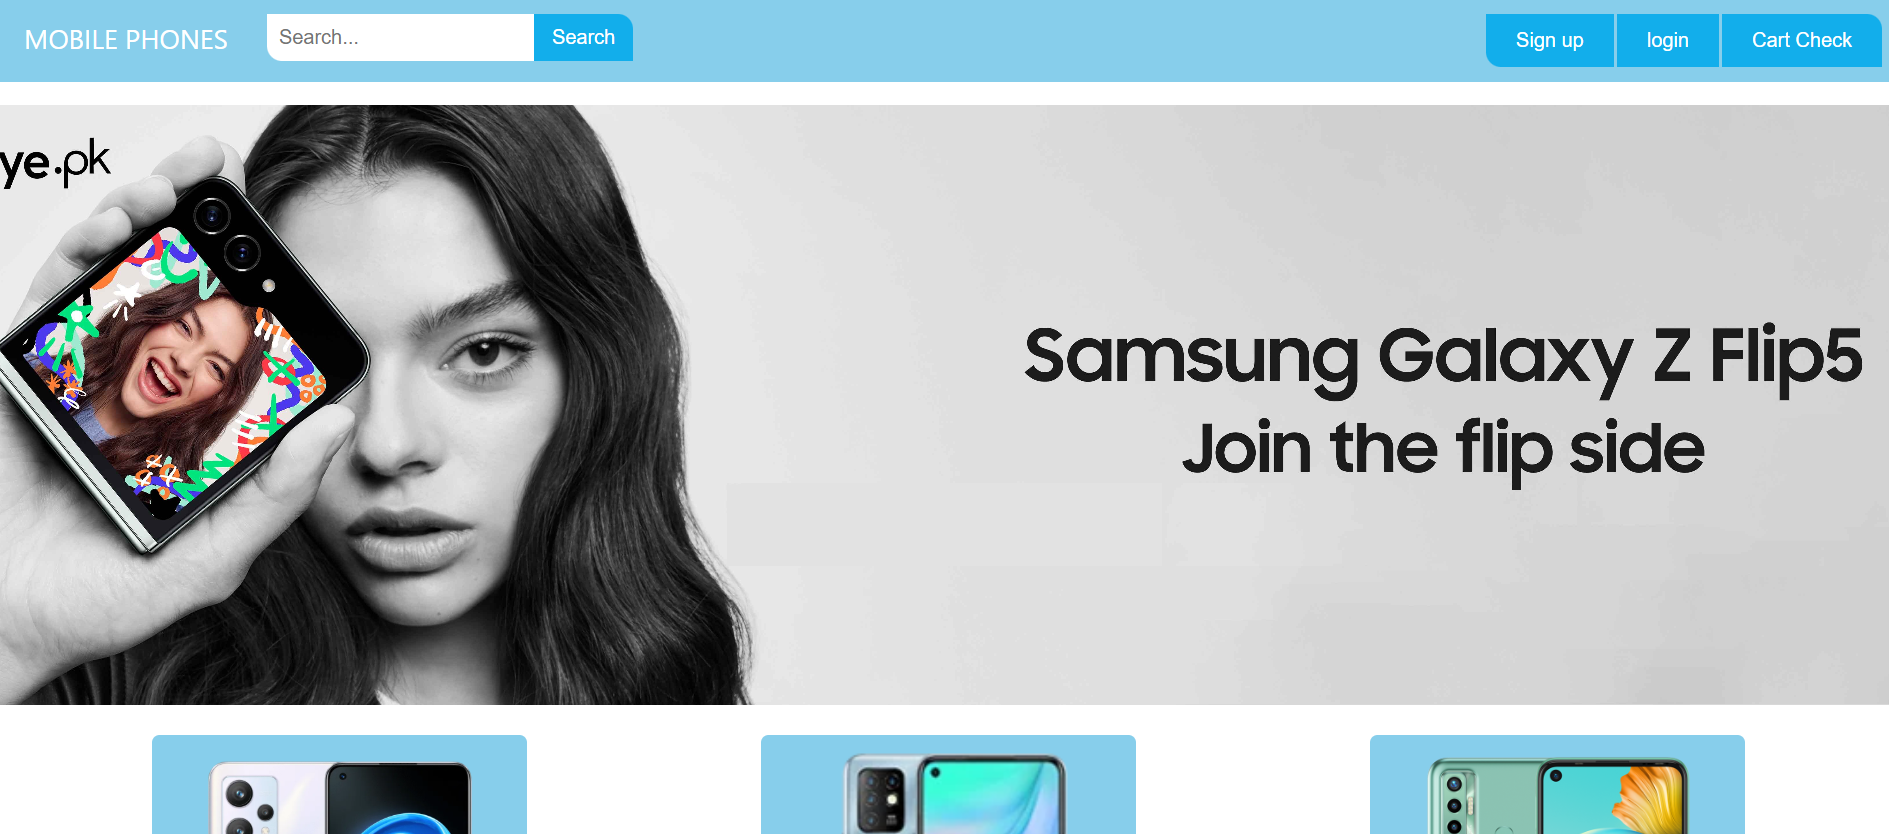 MOBILE PHONES
Search...
Search
Sign up
login
Cart Check
ye.pk
Samsung Galaxy Z Flip5
Join the flip side